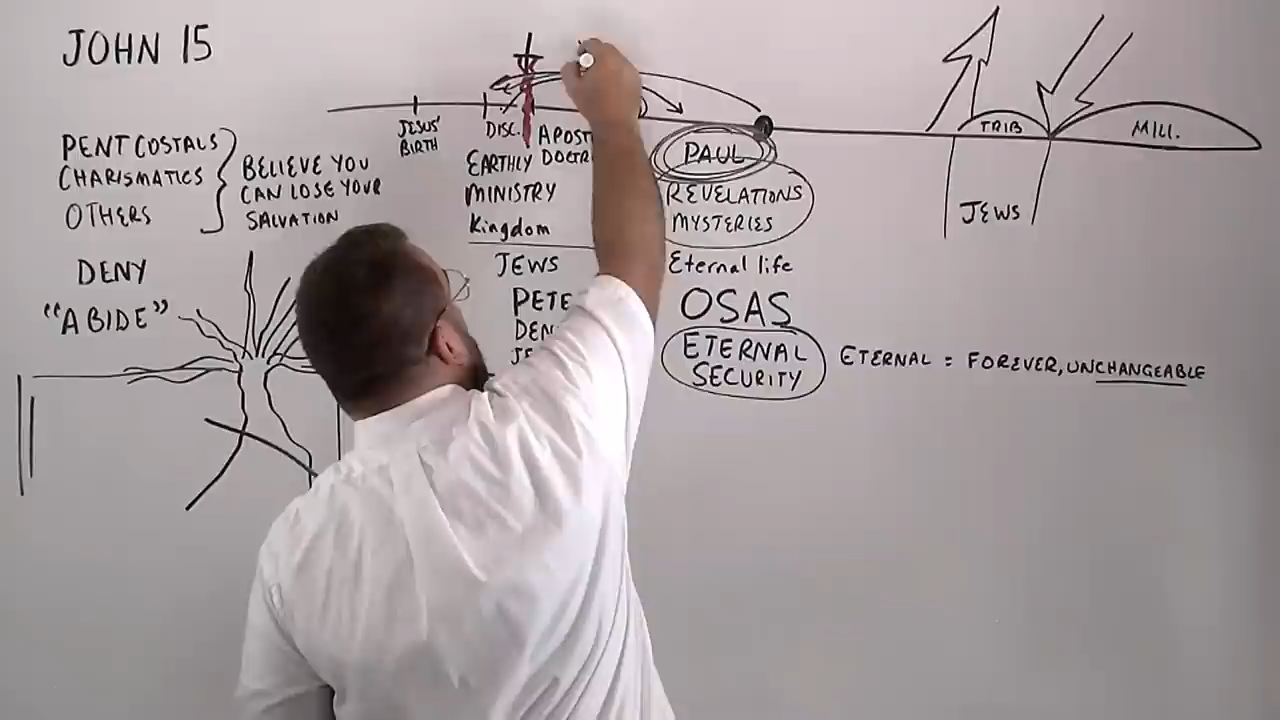 JOHN 15
PENTCOSTALS
CHARISMATICS
OTHERS
BELIEVE YOU
CAN LOSE YOUR
SALVATION
DENY
"ABIDE"
JESUS'
BIRTH
DISC.
EARTHLY
MINISTRY
Kingdom
JEWS
PAUL
REVELATIONS
MYSTERIES
Eternal life
OSAS
ETERNAL
SECURITY
ETERNAL = FOREVER, UNCHANGEABLE
TRIB
MILL.
JEWS